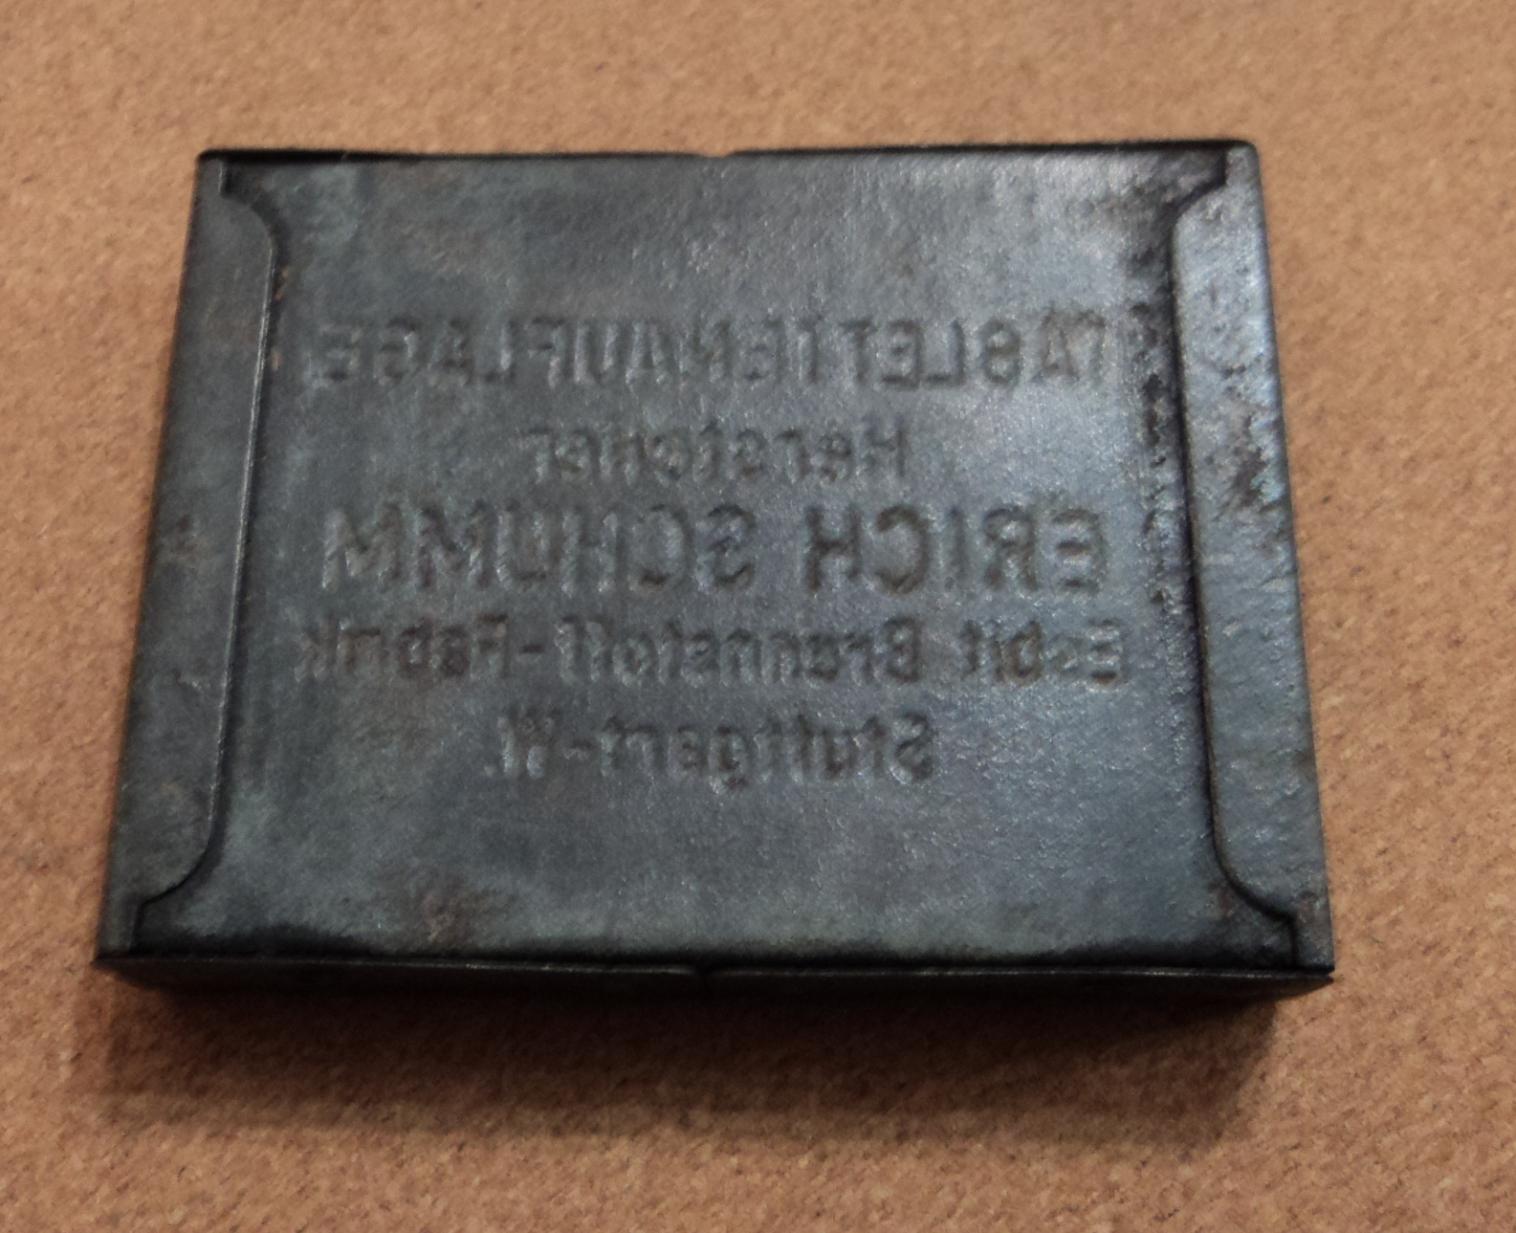 TABLETTENAUFLAGE
Hersteller
ERICH SCHUMM
Esbit Brennstoff-Fabrik
Stuttgart-W.